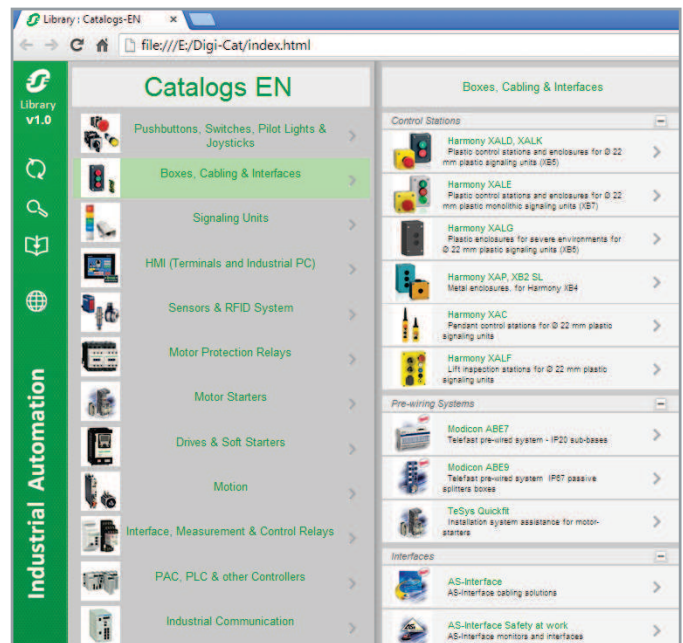 Library : Catalogs-EN
file:///E:/Digi-Cat/index.html
Library
v1.0
Industrial Automation
Catalogs EN
Pushbuttons, Switches, Pilot Lights &
Joysticks
Boxes, Cabling & Interfaces
Signaling Units
HMI (Terminals and Industrial PC)
Sensors & RFID System
Motor Protection Relays
Motor Starters
Drives & Soft Starters
Motion
Interface, Measurement & Control Relays
PAC, PLC & other Controllers
Industrial Communication
Boxes, Cabling & Interfaces
Control Stations
Harmony XALD, XALK
Plastic control stations and enclosures for Ø 22
mm plastic signaling units (XB5)
Harmony XALE
Plastic control stations and enclosures for Ø 22
mm plastic monolithic signaling units (XB7)
Harmony XALG
Plastic enclosures for severe environments for
Ø 22 mm plastic signaling units (XB5)
Harmony XAP, XB2 SL
Metal enclosures, for Harmony XB4
Harmony XAC
Pendant control stations for Ø 22 mm plastic
signaling units
Harmony XALF
Lift inspection stations for Ø 22 mm plastic
signaling units
Pre-wiring Systems
Modicon ABE7
Telefast pre-wired system - IP20 sub-bases
Modicon ABE9
Telefast pre-wired system IP67 passive
splitters boxes
TeSys Quickfit
Installation system assistance for motor-
starters
Interfaces
AS-Interface
AS-Interface cabling solutions
AS-Interface Safety at work
AS-Interface monitors and interfaces